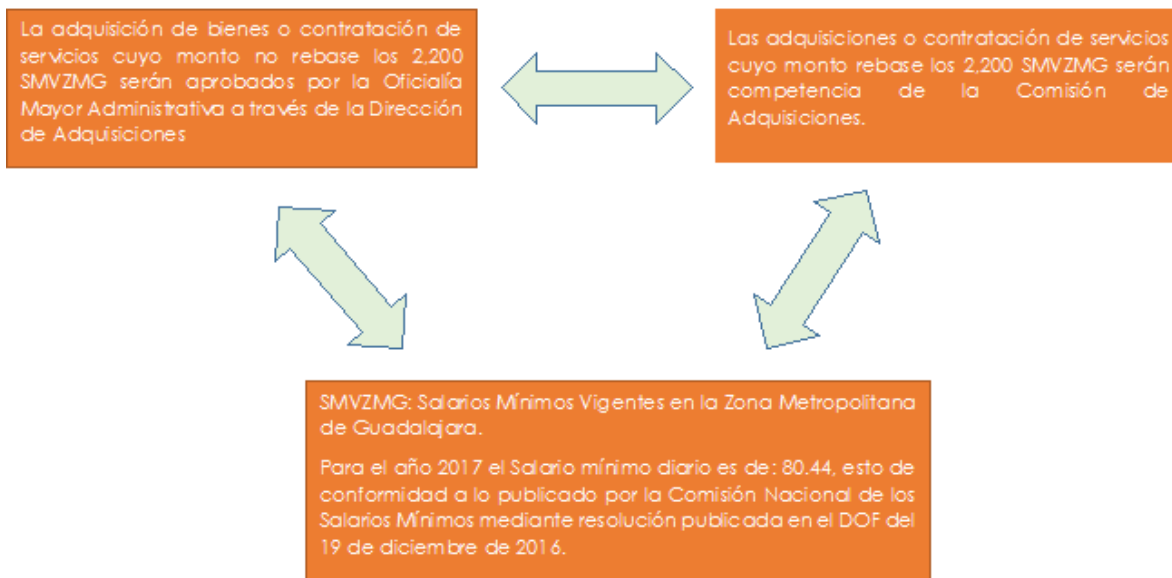 La adquisición de bienes o contratación de
servicios cuyo monto no rebase los 2,200
SMVZMG serán aprobados por la Oficialía
Mayor Administrativa a través de la Dirección
de Adquisiciones
Las adquisiciones o contratación de servicios
cuyo monto rebase los 2,200 SMVZMG serán
competencia de la Comisión de
Adquisiciones.
SMVZMG: Salarios Mínimos Vigentes en la Zona Metropolitana
de Guadalajara.
Para el año 2017 el Salario mínimo diario es de: 80.44, esto de
conformidad a lo publicado por la Comisión Nacional de los
Salarios Mínimos mediante resolución publicada en el DOF del
19 de diciembre de 2016.